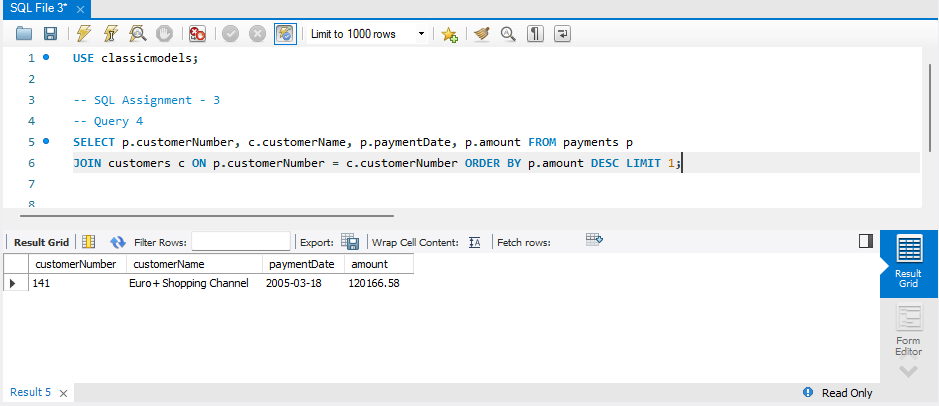 SQL File 3*
Limit to 1000 rows
1 USE classicmodels;
2
3 -- SQL Assignment - 3
4 -- Query 4
5 SELECT p.customerNumber, c.customerName, p.paymentDate, p.amount FROM payments p
6 JOIN customers c ON p.customerNumber = c.customerNumber ORDER BY p.amount DESC LIMIT 1;
7
8
Result Grid Filter Rows: Export: Wrap Cell Content: Fetch rows:
customerNumber customerName paymentDate amount
141 Euro+ Shopping Channel 2005-03-18 120166.58
Result
Grid
Form
Editor
Result 5 Read Only